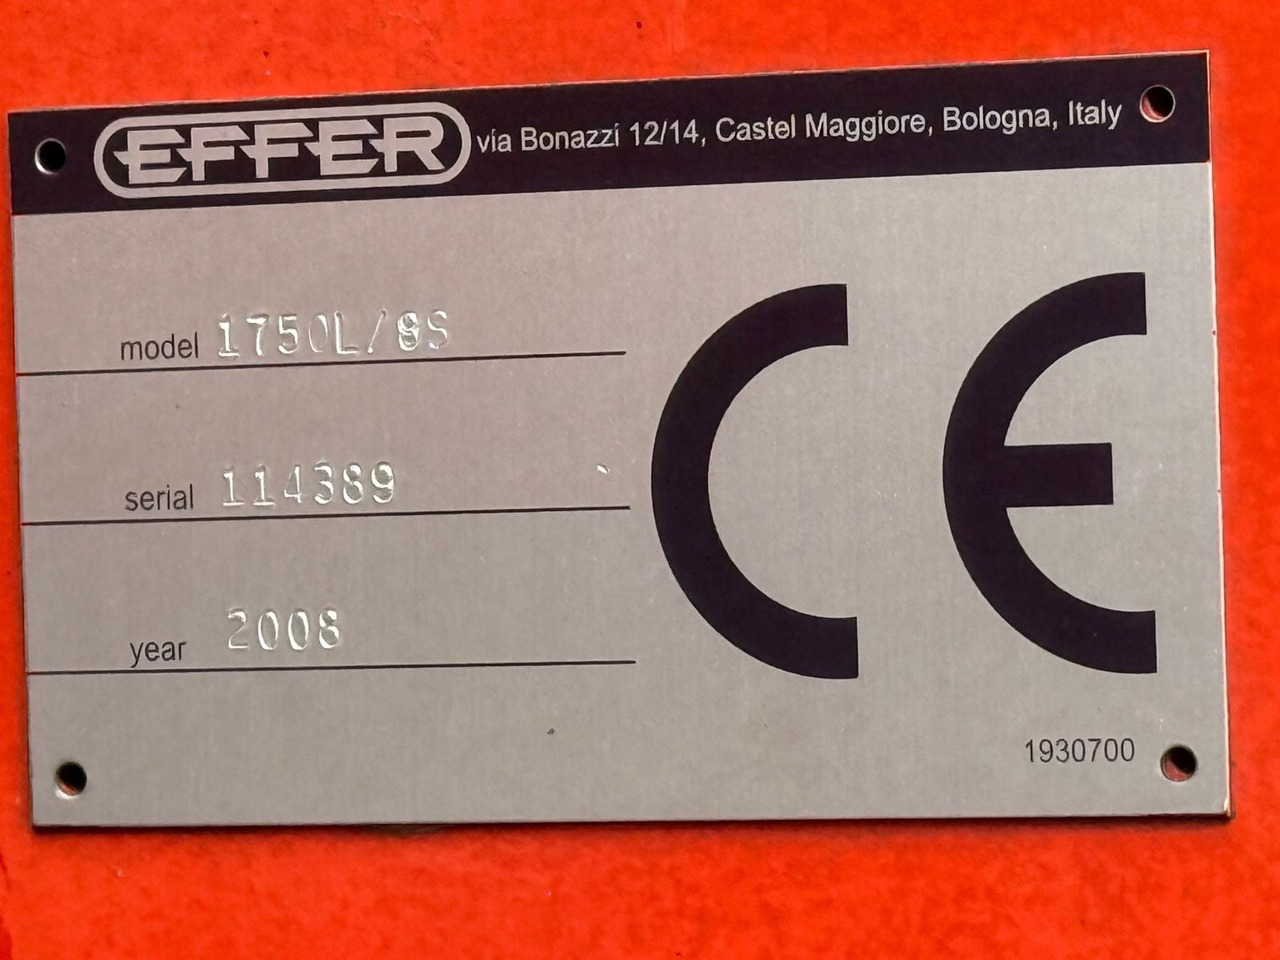 EFFER via Bonazzi 12/14, Castel Maggiore, Bologna, Italy
model 1750L/8S
serial 114389
year 2008
CE
1930700